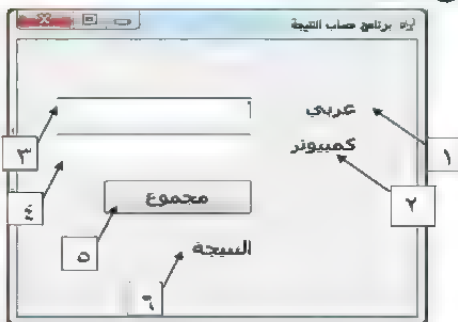 برنامج حساب النتيجة
عربي
١
كمبيوتر
٣
٢
٤
مجموع
٥
النتيجة
٦